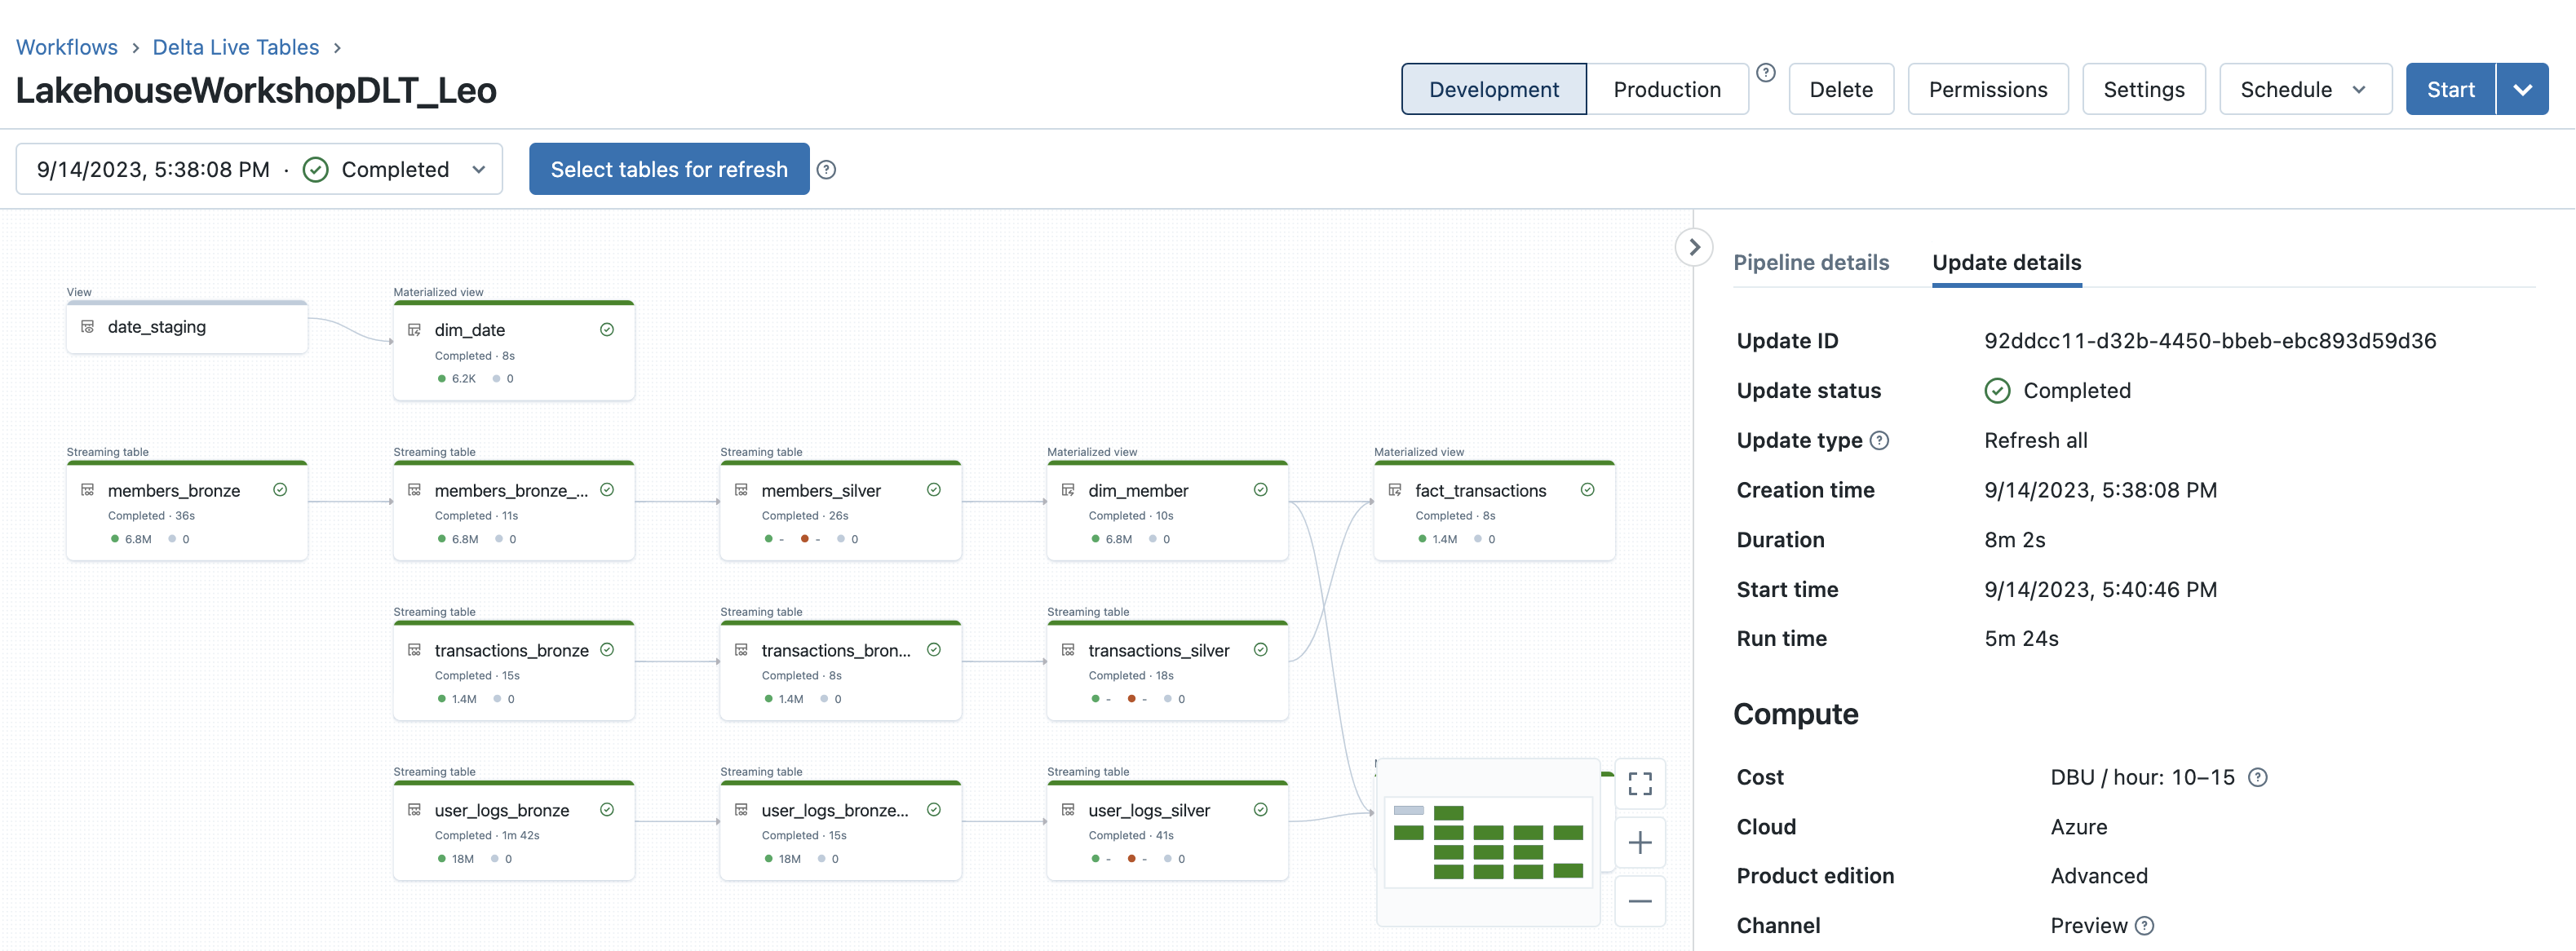 Workflows > Delta Live Tables >
LakehouseWorkshopDLT_Leo
Development
Production
Delete
Permissions
Settings
Schedule
Start
9/14/2023, 5:38:08 PM · Completed
Select tables for refresh
View
date_staging
Materialized view
dim_date
Completed · 8s
6.2K 0
Streaming table
members_bronze
Completed · 36s
6.8M 0
Streaming table
members_bronze_...
Completed · 11s
6.8M 0
Streaming table
members_silver
Completed · 26s
- - 0
Materialized view
dim_member
Completed · 10s
6.8M 0
Materialized view
fact_transactions
Completed · 8s
1.4M 0
Streaming table
transactions_bronze
Completed · 15s
1.4M 0
Streaming table
transactions_bron...
Completed · 8s
1.4M 0
Streaming table
transactions_silver
Completed · 18s
- - 0
Streaming table
user_logs_bronze
Completed · 1m 42s
18M 0
Streaming table
user_logs_bronze...
Completed · 15s
18M 0
Streaming table
user_logs_silver
Completed · 41s
- - 0
Pipeline details
Update details
Update ID 92ddcc11-d32b-4450-bbeb-ebc893d59d36
Update status Completed
Update type Refresh all
Creation time 9/14/2023, 5:38:08 PM
Duration 8m 2s
Start time 9/14/2023, 5:40:46 PM
Run time 5m 24s
Compute
Cost DBU / hour: 10–15
Cloud Azure
Product edition Advanced
Channel Preview